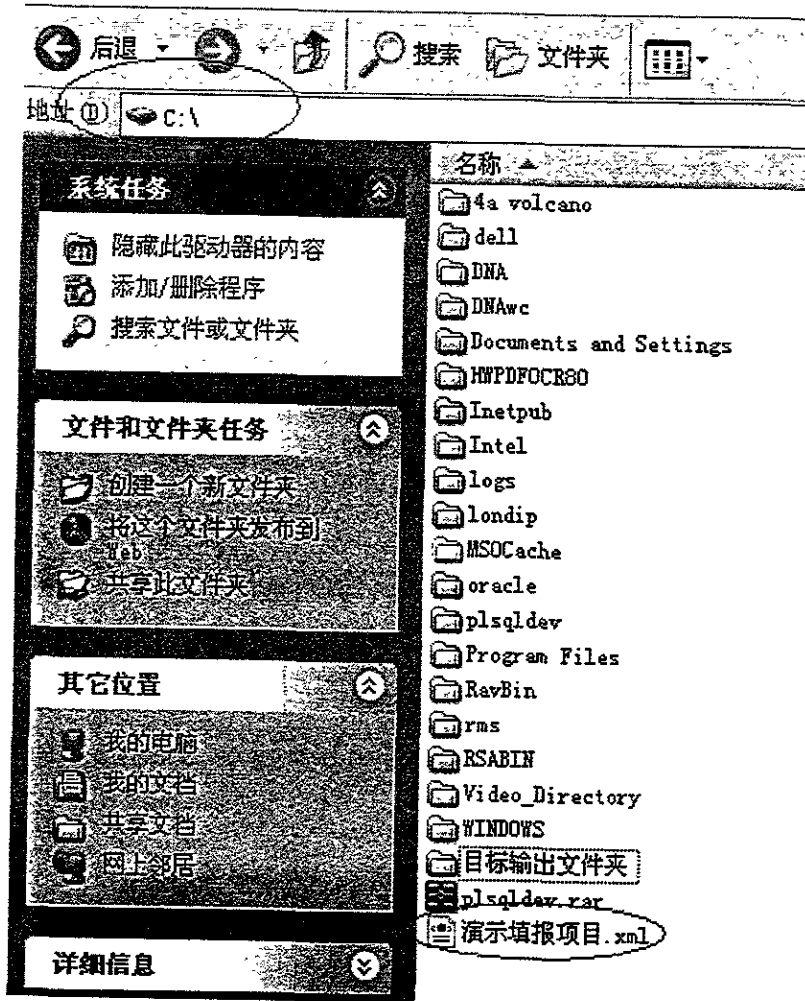 后退 搜索 文件夹
地址(D) C:\
系统任务
隐藏此驱动器的内容
添加/删除程序
搜索文件或文件夹
文件和文件夹任务
创建一个新文件夹
将这个文件夹发布到
Web
共享此文件夹
其它位置
我的电脑
我的文档
共享文档
网上邻居
详细信息
名称
4a volcano
dell
DNA
DNAwc
Documents and Settings
HWPDFOCR80
Inetpub
Intel
logs
londip
MSOCache
oracle
plsqldev
Program Files
RavBin
rms
RSABIN
Video_Directory
WINDOWS
目标输出文件夹
plsqldev.rar
演示填报项目.xml